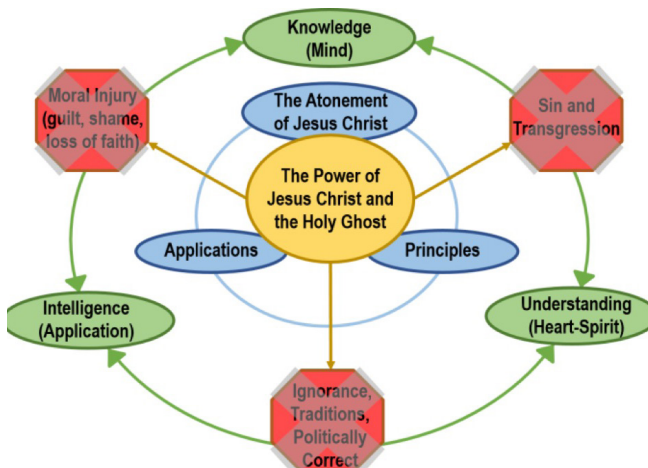 Knowledge
(Mind)
Moral Injury
(guilt, shame,
loss of faith)
The Atonement
of Jesus Christ
Sin and
Transgression
The Power of
Jesus Christ and
the Holy Ghost
Applications
Principles
Intelligence
(Application)
Understanding
(Heart-Spirit)
Ignorance,
Traditions,
Politically
Correct